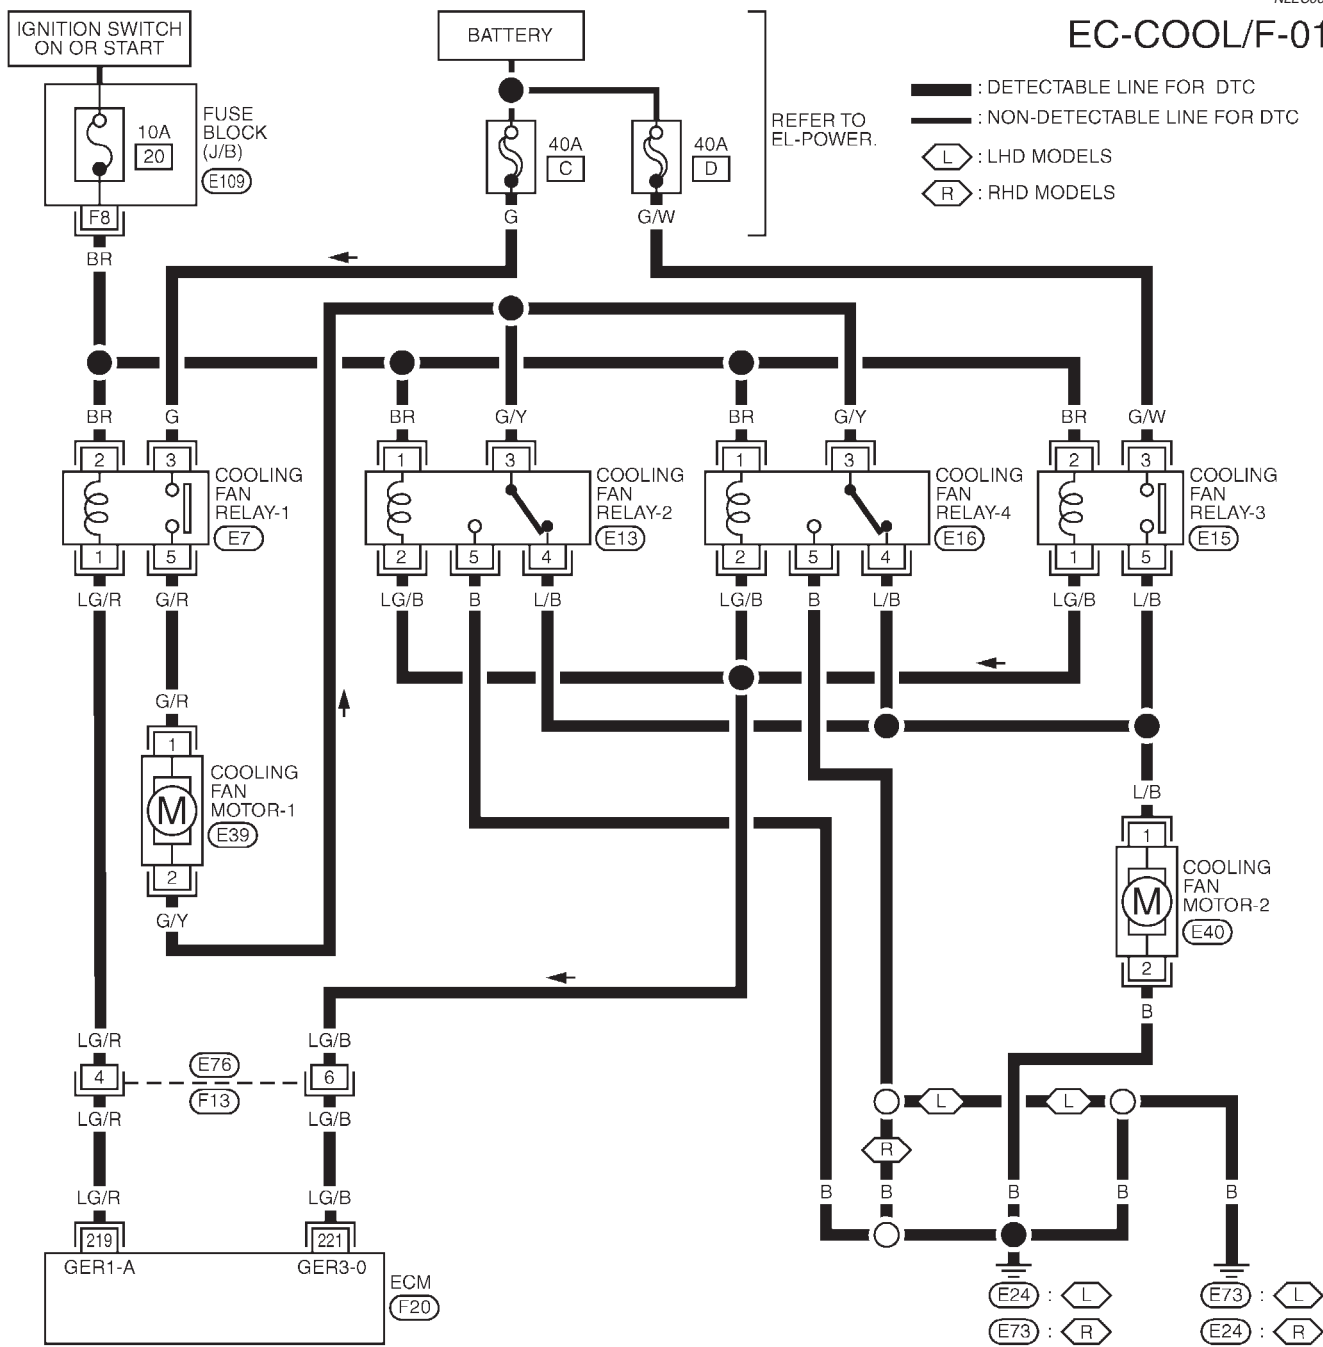 EC-COOL/F-01
IGNITION SWITCH
ON OR START
BATTERY
FUSE
BLOCK
(J/B)
E109
10A
20
F8
BR
40A
C
G
40A
D
G/W
REFER TO
EL-POWER.
: DETECTABLE LINE FOR DTC
: NON-DETECTABLE LINE FOR DTC
L : LHD MODELS
R : RHD MODELS
BR G BR G/Y BR G/Y BR G/W
2 3 1 3 1 3 2 3
COOLING
FAN
RELAY-1
E7
COOLING
FAN
RELAY-2
E13
COOLING
FAN
RELAY-4
E16
COOLING
FAN
RELAY-3
E15
1 5 2 5 4 2 5 4 1 5
LG/R G/R LG/B B L/B LG/B B L/B LG/B L/B
G/R
1
COOLING
FAN
MOTOR-1
E39
M
2
G/Y
L/B
1
COOLING
FAN
MOTOR-2
E40
M
2
B
LG/R LG/B
4 E76 6
F13
LG/R LG/B
L L
R
LG/R LG/B
B B B B B
219 221
GER1-A GER3-0
ECM
F20
E24 : L E73 : L
E73 : R E24 : R